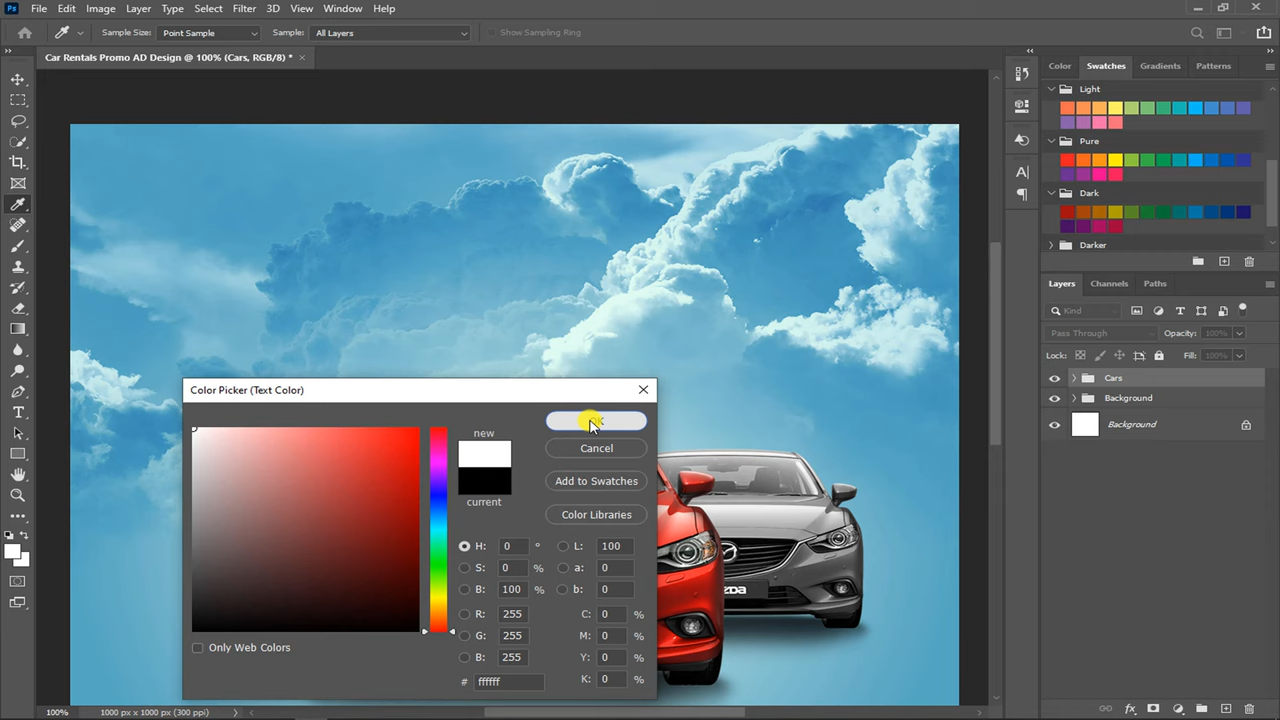 Ps File Edit Image Layer Type Select Filter 3D View Window Help
Sample Size: Point Sample Sample: All Layers Show Sampling Ring
Car Rentals Promo AD Design @ 100% (Cars, RGB/8) * ×
Color Swatches Gradients Patterns
Light
Pure
Dark
Darker
Layers Channels Paths
Kind
Pass Through Opacity: 100%
Lock: Fill: 100%
Cars
Background
Background
Color Picker (Text Color)
new
current
OK
Cancel
Add to Swatches
Color Libraries
H: 0 ° L: 100
S: 0 % a: 0
B: 100 % b: 0
R: 255 C: 0 %
G: 255 M: 0 %
B: 255 Y: 0 %
# ffffff K: 0 %
Only Web Colors
100% 1000 px x 1000 px (300 ppi)